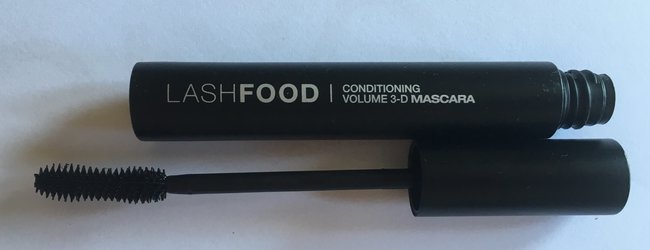 LASHFOOD | CONDITIONING
VOLUME 3-D MASCARA